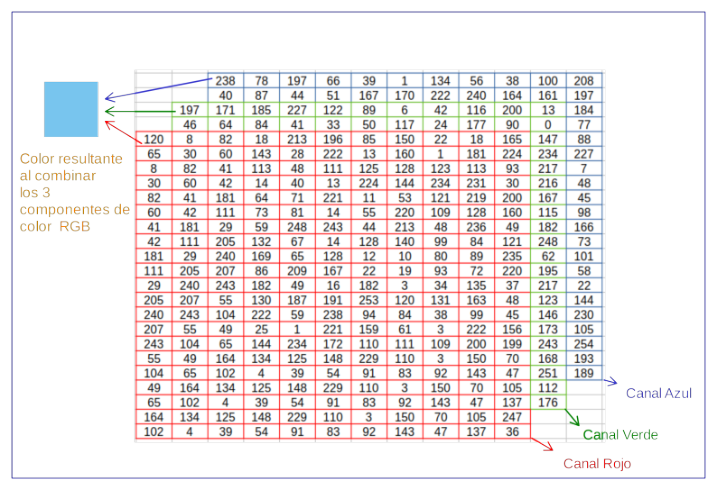 238 78 197 66 39 1 134 56 38 100 208
40 87 44 51 167 170 222 240 164 161 197
197 171 185 227 122 89 6 42 116 200 13 184
46 64 84 41 33 50 117 24 177 90 0 77
120 8 82 18 213 196 85 150 22 18 165 147 88
65 30 60 143 28 222 13 160 1 181 224 234 227
8 82 41 113 48 111 125 128 123 113 93 217 7
30 60 42 14 40 13 224 144 234 231 30 216 48
82 41 181 64 71 221 11 53 121 219 200 167 45
60 42 111 73 81 14 55 220 109 128 160 115 98
41 181 29 59 248 243 44 213 48 236 49 182 166
42 111 205 132 67 14 128 140 99 84 121 248 73
181 29 240 169 65 128 12 10 80 89 235 62 101
111 205 207 86 209 167 22 19 93 72 220 195 58
29 240 243 182 49 16 182 3 34 135 37 217 22
205 207 55 130 187 191 253 120 131 163 48 123 144
240 243 104 222 59 238 94 84 38 99 45 146 230
207 55 49 25 1 221 159 61 3 222 156 173 105
243 104 65 144 234 172 110 111 109 200 199 243 254
55 49 164 134 125 148 229 110 3 150 70 168 193
104 65 102 4 39 54 91 83 92 143 47 251 189
49 164 134 125 148 229 110 3 150 70 105 112
65 102 4 39 54 91 83 92 143 47 137 176
164 134 125 148 229 110 3 150 70 105 247
102 4 39 54 91 83 92 143 47 137 36
Color resultante
al combinar
los 3
componentes de
color RGB
Canal Azul
Canal Verde
Canal Rojo